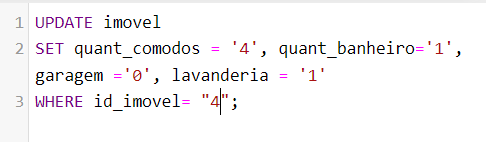 1 UPDATE imovel
2 SET quant_comodos = '4', quant_banheiro='1',
garagem ='0', lavanderia = '1'
3 WHERE id_imovel= "4";